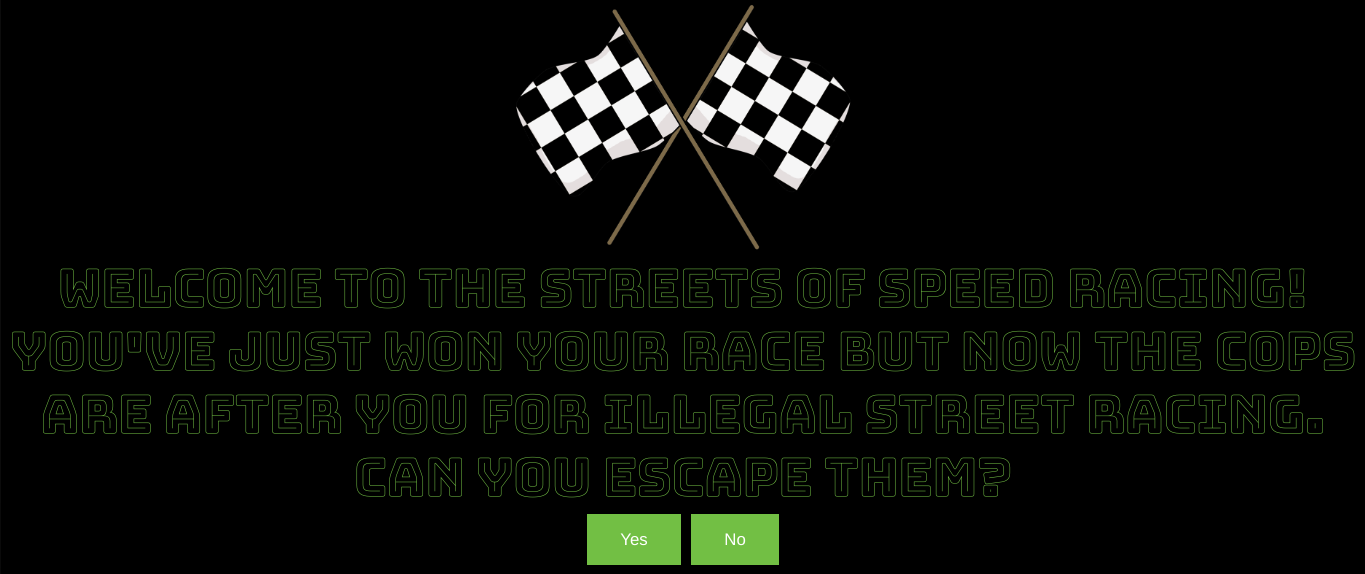 WELCOME TO THE STREETS OF SPEED RACING!
YOU'VE JUST WON YOUR RACE BUT NOW THE COPS
ARE AFTER YOU FOR ILLEGAL STREET RACING.
CAN YOU ESCAPE THEM?
Yes No